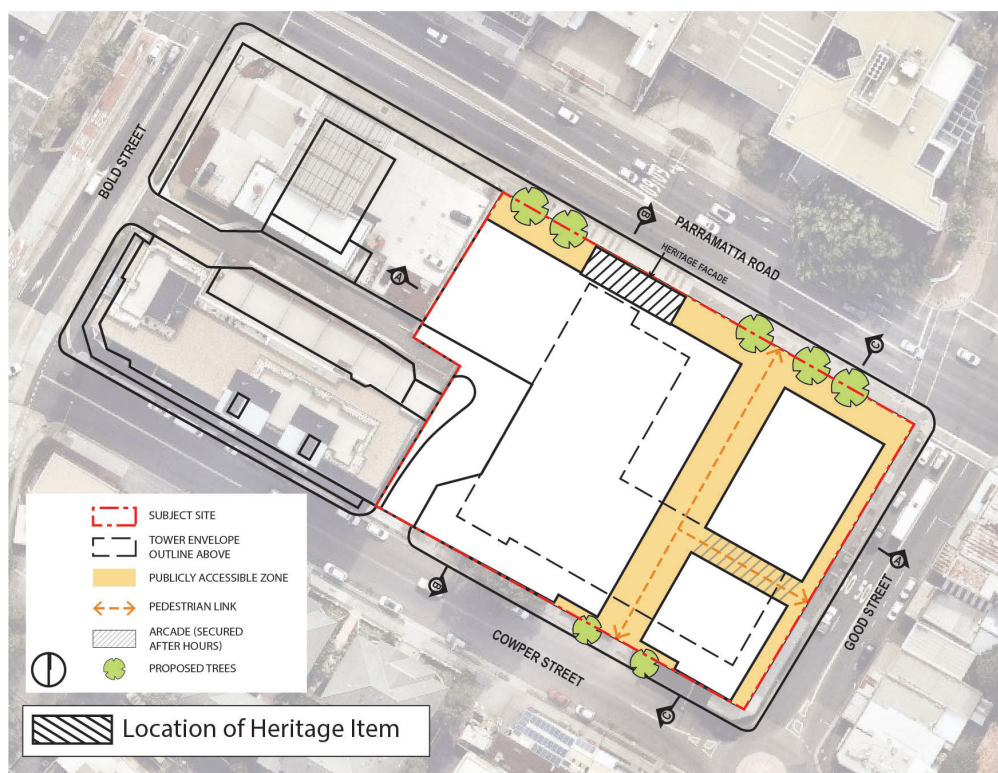 BOLD STREET
PARRAMATTA ROAD
HERITAGE FACADE
B
A
C
GOOD STREET
A
B
COWPER STREET
C
SUBJECT SITE
TOWER ENVELOPE
OUTLINE ABOVE
PUBLICLY ACCESSIBLE ZONE
PEDESTRIAN LINK
ARCADE (SECURED
AFTER HOURS)
PROPOSED TREES
Location of Heritage Item